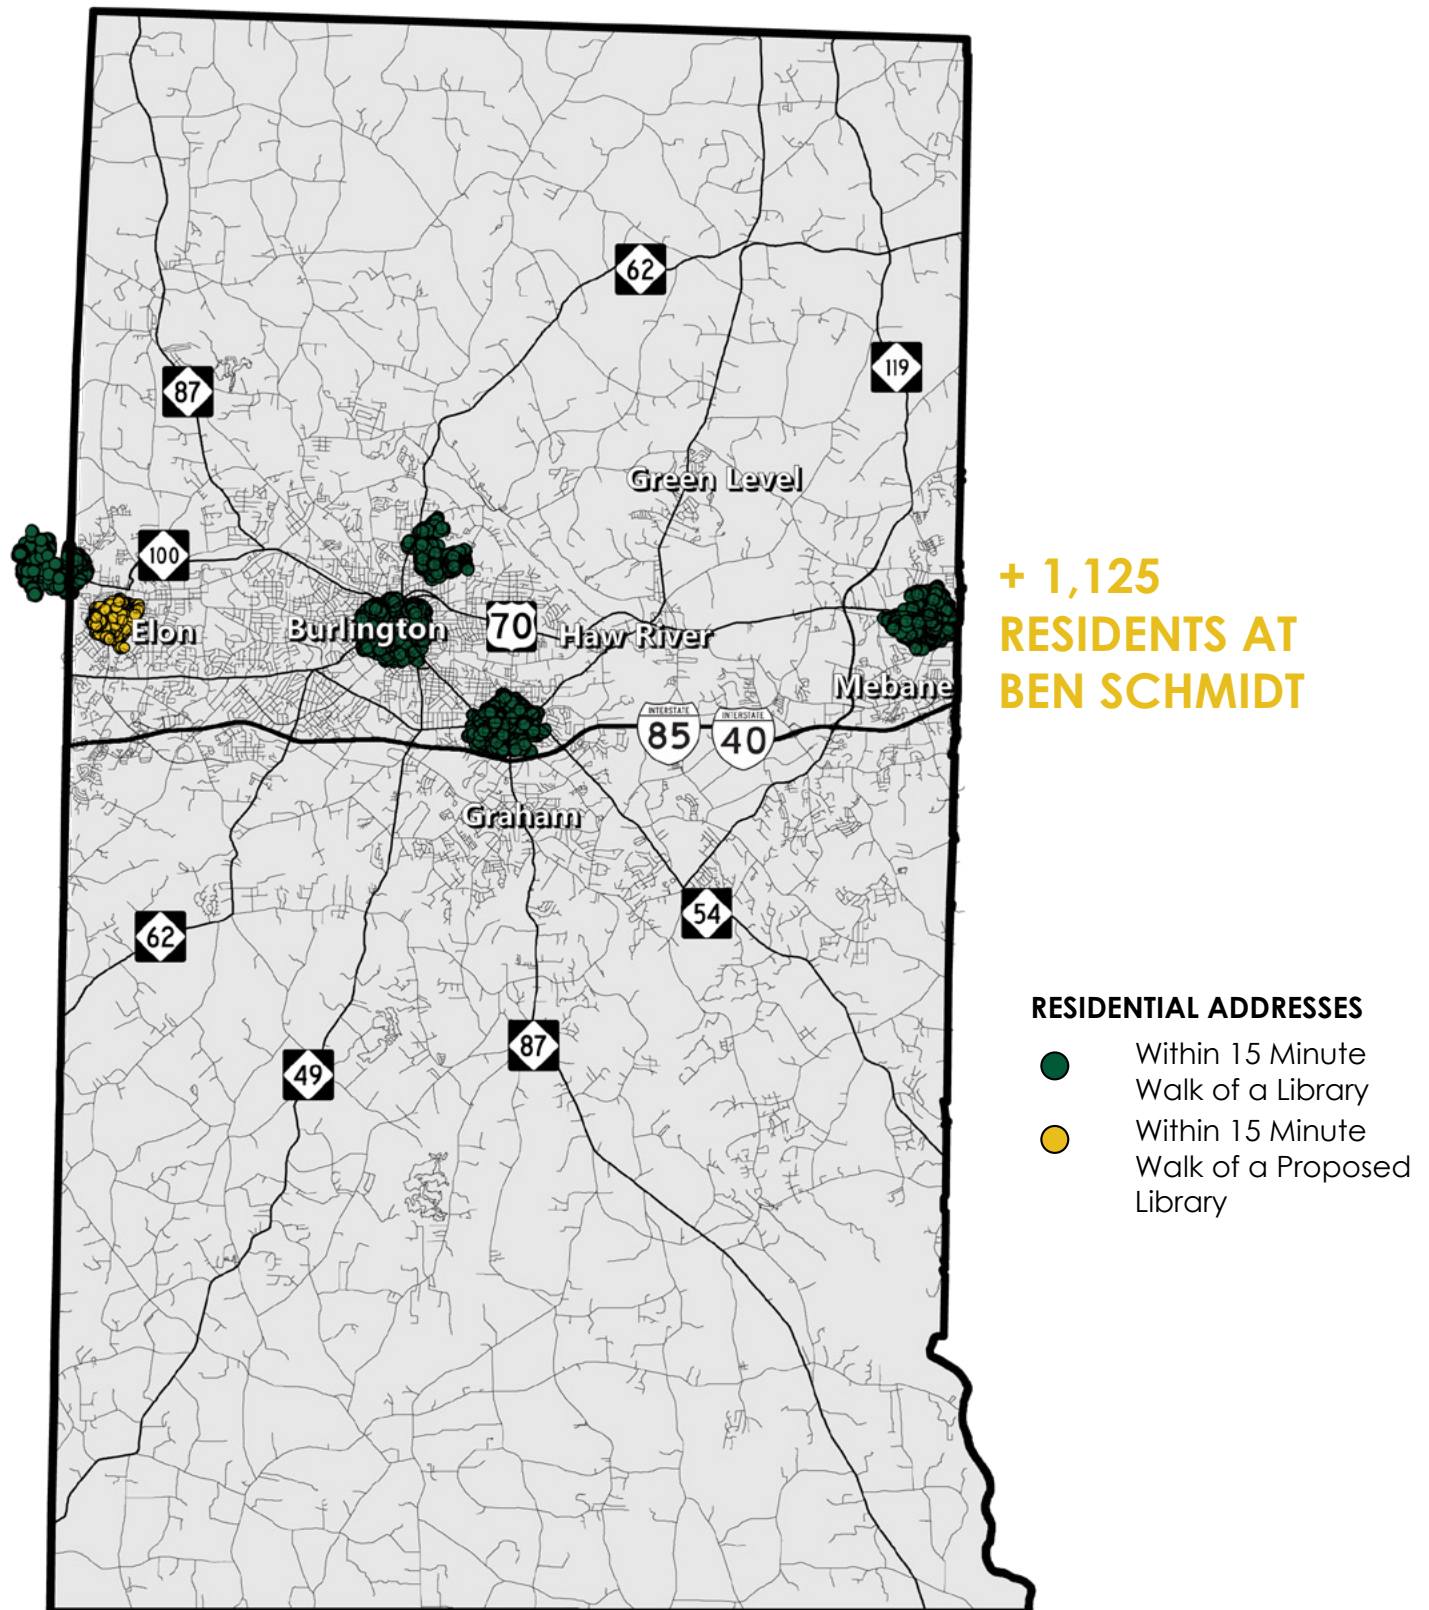 62
119
87
Green Level
100
Elon
Burlington
70
Haw River
Mebane
INTERSTATE
85
INTERSTATE
40
Graham
54
62
87
49
+ 1,125
RESIDENTS AT
BEN SCHMIDT
RESIDENTIAL ADDRESSES
Within 15 Minute
Walk of a Library
Within 15 Minute
Walk of a Proposed
Library